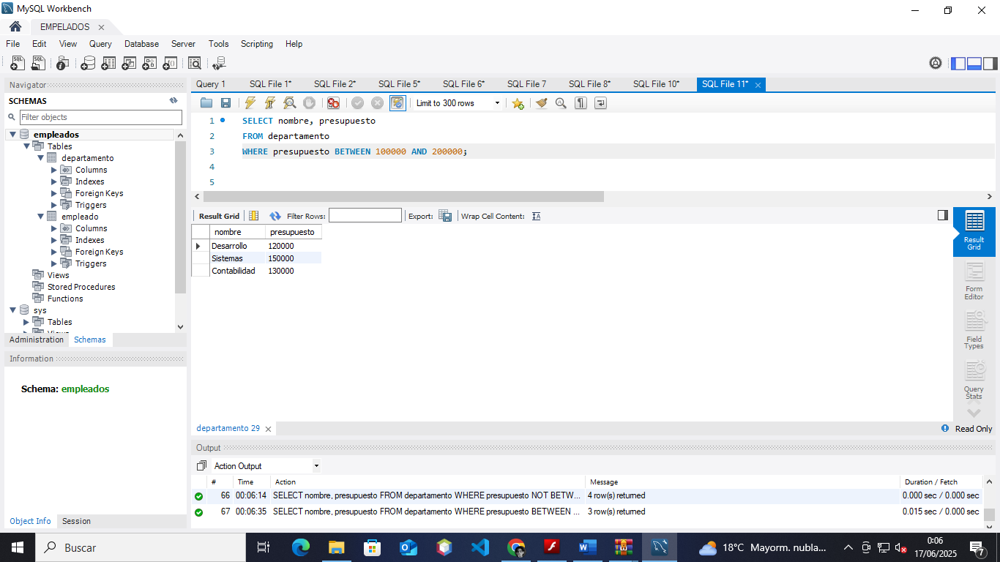 MySQL Workbench
EMPELADOS
File Edit View Query Database Server Tools Scripting Help
Navigator
SCHEMAS
Filter objects
empleados
Tables
departamento
Columns
Indexes
Foreign Keys
Triggers
empleado
Columns
Indexes
Foreign Keys
Triggers
Views
Stored Procedures
Functions
sys
Tables
Administration Schemas
Information
Schema: empleados
Object Info Session
Query 1 SQL File 1* SQL File 2* SQL File 5* SQL File 6* SQL File 7 SQL File 8* SQL File 10* SQL File 11*
Limit to 300 rows
1 SELECT nombre, presupuesto
2 FROM departamento
3 WHERE presupuesto BETWEEN 100000 AND 200000;
4
5
Result Grid Filter Rows: Export: Wrap Cell Content:
nombre presupuesto
Desarrollo 120000
Sistemas 150000
Contabilidad 130000
Result Grid
Form Editor
Field Types
Query Stats
departamento 29
Read Only
Output
Action Output
# Time Action Message Duration / Fetch
66 00:06:14 SELECT nombre, presupuesto FROM departamento WHERE presupuesto NOT BETW... 4 row(s) returned 0.000 sec / 0.000 sec
67 00:06:35 SELECT nombre, presupuesto FROM departamento WHERE presupuesto BETWEEN ... 3 row(s) returned 0.015 sec / 0.000 sec
Buscar
18°C Mayorm. nubla...
0:06
17/06/2025
7